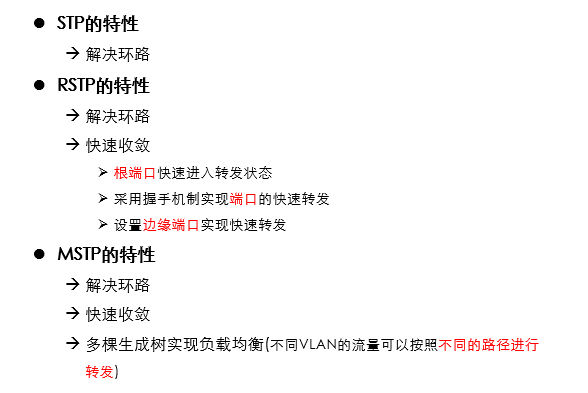 ● STP的特性
→ 解决环路
● RSTP的特性
→ 解决环路
→ 快速收敛
➢ 根端口快速进入转发状态
➢ 采用握手机制实现端口的快速转发
➢ 设置边缘端口实现快速转发
● MSTP的特性
→ 解决环路
→ 快速收敛
→ 多棵生成树实现负载均衡(不同VLAN的流量可以按照不同的路径进行
转发)